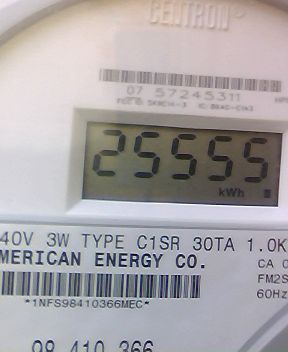 CENTRON
07 57245311
25555
kWh
40V 3W TYPE C1SR 30TA 1.0K
MERICAN ENERGY CO.
CA 0
FM2S
60Hz
*1NFS98410366MEC*
98 410 366